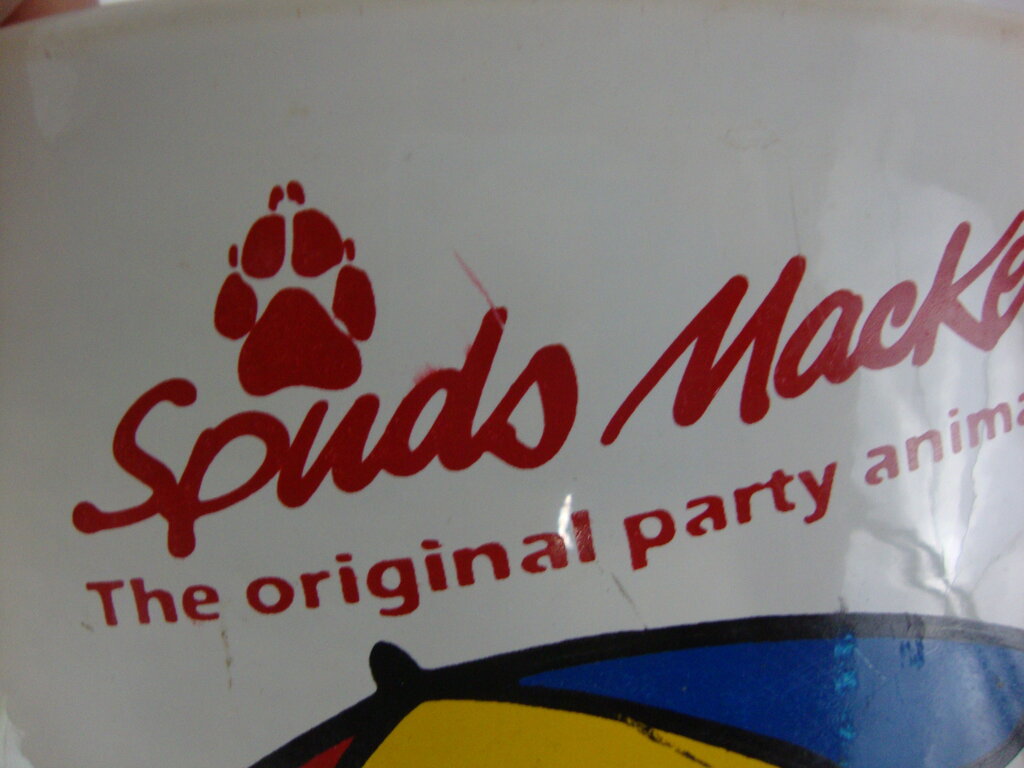 Spuds Macke
The original party anima